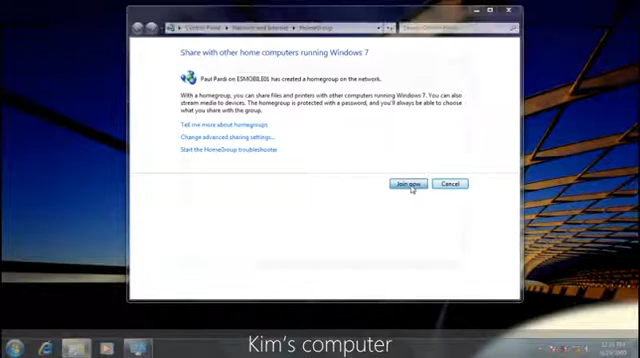 Control Panel ▸ Network and Internet ▸ HomeGroup
Share with other home computers running Windows 7
Paul Pardi on ESMOBILE01 has created a homegroup on the network.
With a homegroup, you can share files and printers with other computers running Windows 7. You can also
stream media to devices. The homegroup is protected with a password, and you'll always be able to choose
what you share with the group.
Tell me more about homegroups
Change advanced sharing settings...
Start the HomeGroup troubleshooter
Join now
Cancel
Kim's computer